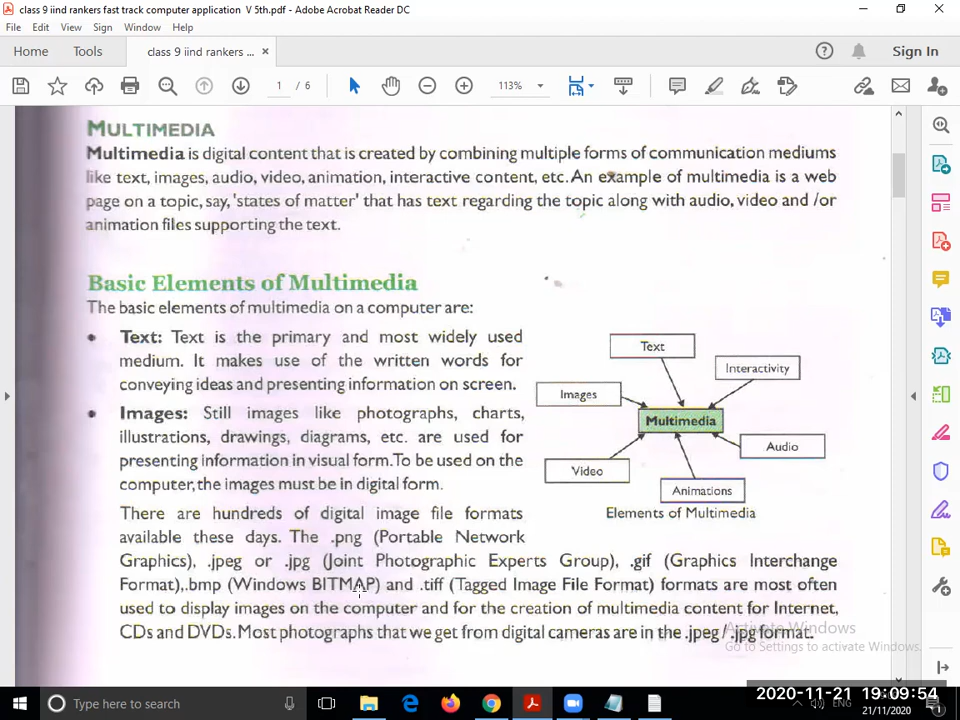 class 9 iind rankers fast track computer application V 5th.pdf - Adobe Acrobat Reader DC
File Edit View Sign Window Help
Home Tools class 9 iind rankers ... × Sign In
1 / 6 113%
MULTIMEDIA
Multimedia is digital content that is created by combining multiple forms of communication mediums
like text, images, audio, video, animation, interactive content, etc. An example of multimedia is a web
page on a topic, say, 'states of matter' that has text regarding the topic along with audio, video and /or
animation files supporting the text.
Basic Elements of Multimedia
The basic elements of multimedia on a computer are:
• Text: Text is the primary and most widely used
medium. It makes use of the written words for
conveying ideas and presenting information on screen.
• Images: Still images like photographs, charts,
illustrations, drawings, diagrams, etc. are used for
presenting information in visual form. To be used on the
computer, the images must be in digital form.
Text
Interactivity
Images
Multimedia
Audio
Video
Animations
Elements of Multimedia
There are hundreds of digital image file formats
available these days. The .png (Portable Network
Graphics), .jpeg or .jpg (Joint Photographic Experts Group), .gif (Graphics Interchange
Format), .bmp (Windows BITMAP) and .tiff (Tagged Image File Format) formats are most often
used to display images on the computer and for the creation of multimedia content for Internet,
CDs and DVDs. Most photographs that we get from digital cameras are in the .jpeg / .jpg format.
Activate Windows
Go to Settings to activate Windows.
Type here to search
2020-11-21 19:09:54
ENG
21/11/2020